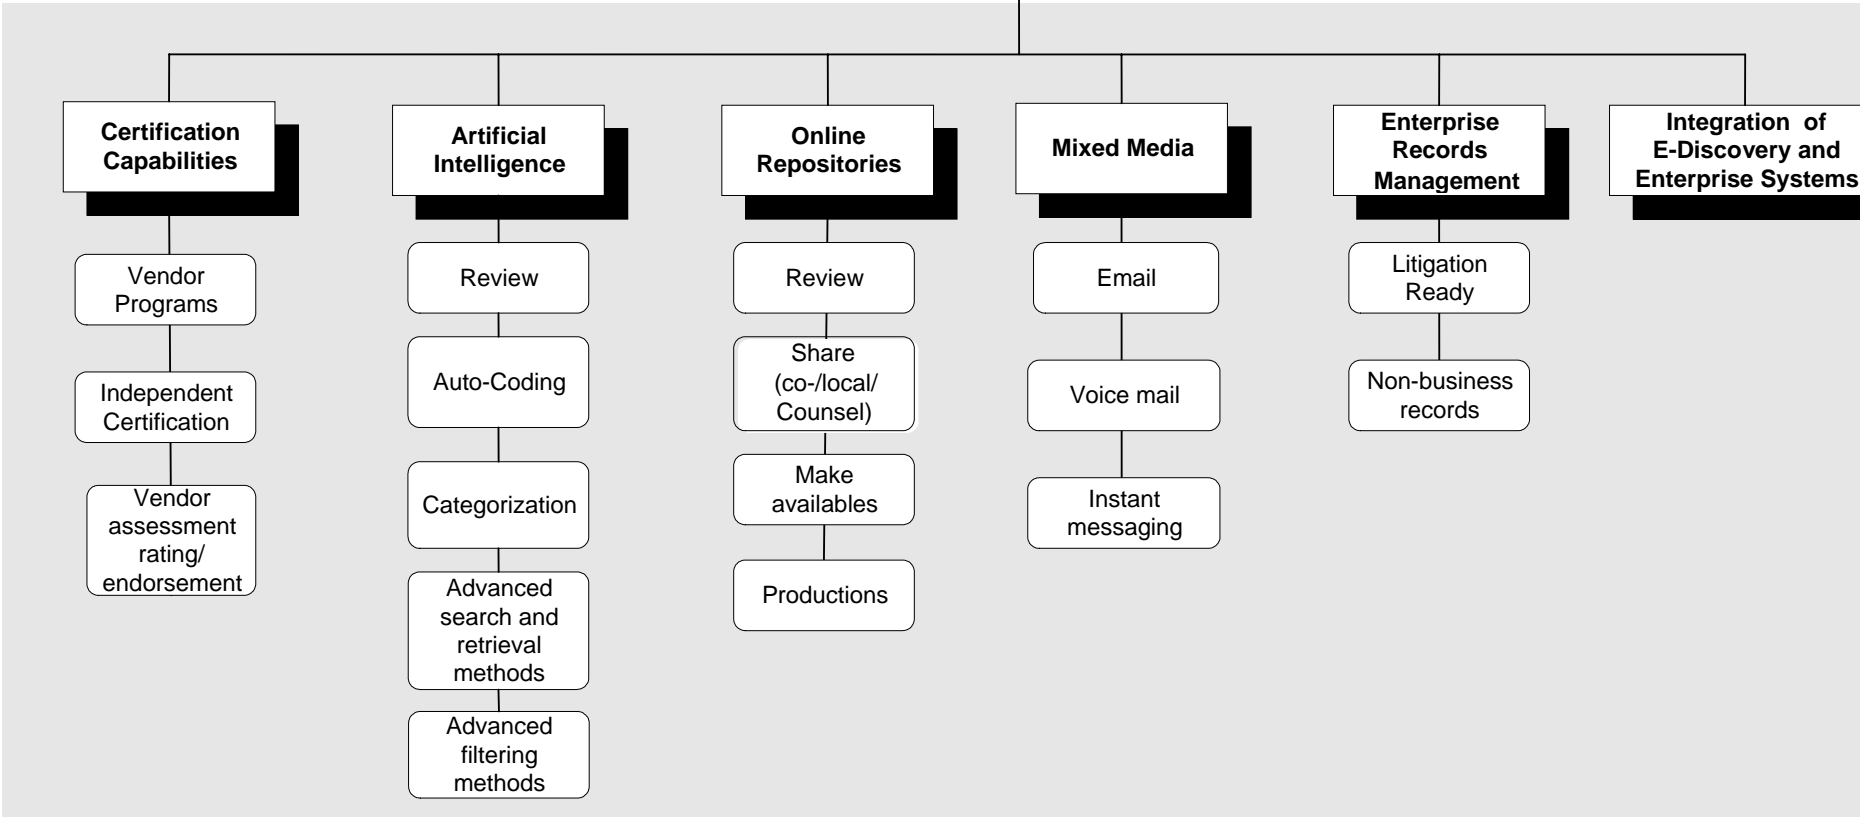 Certification
Capabilities
Artificial
Intelligence
Online
Repositories
Mixed Media
Enterprise
Records
Management
Integration of
E-Discovery and
Enterprise Systems
Vendor
Programs
Independent
Certification
Vendor
assessment
rating/
endorsement
Review
Auto-Coding
Categorization
Advanced
search and
retrieval
methods
Advanced
filtering
methods
Review
Share
(co-/local/
Counsel)
Make
availables
Productions
Email
Voice mail
Instant
messaging
Litigation
Ready
Non-business
records